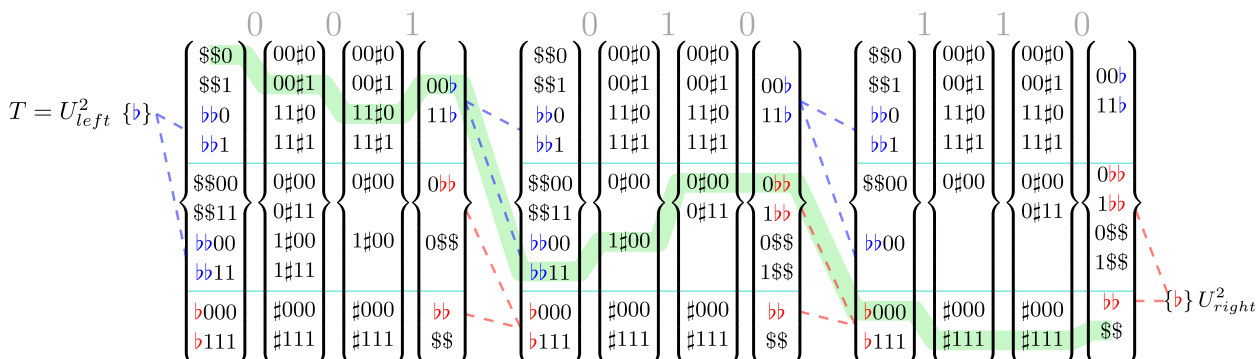 0 0 1 0 1 0 1 1 0
$$0 00♯0 00♯0 $$0 00♯0 00♯0 $$0 00♯0 00♯0
$$1 00♯1 00♯1 00♭ $$1 00♯1 00♯1 00♭ $$1 00♯1 00♯1 00♭
T = U²_left {♭} ♭♭0 11♯0 11♯0 11♭ ♭♭0 11♯0 11♯0 11♭ ♭♭0 11♯0 11♯0 11♭
♭♭1 11♯1 11♯1 ♭♭1 11♯1 11♯1 ♭♭1 11♯1 11♯1
$$00 0♯00 0♯00 0♭♭ $$00 0♯00 0♯00 0♭♭ $$00 0♯00 0♯00 0♭♭
$$11 0♯11 $$11 0♯11 1♭♭ 0♯11 1♭♭
♭♭00 1♯00 1♯00 0$$ ♭♭00 1♯00 0$$ ♭♭00 0$$
♭♭11 1♯11 ♭♭11 1$$ 1$$
♭000 ♯000 ♯000 ♭♭ ♭000 ♯000 ♯000 ♭♭ ♭000 ♯000 ♯000 ♭♭ {♭} U²_right
♭111 ♯111 ♯111 $$ ♭111 ♯111 ♯111 $$ ♭111 ♯111 ♯111 $$